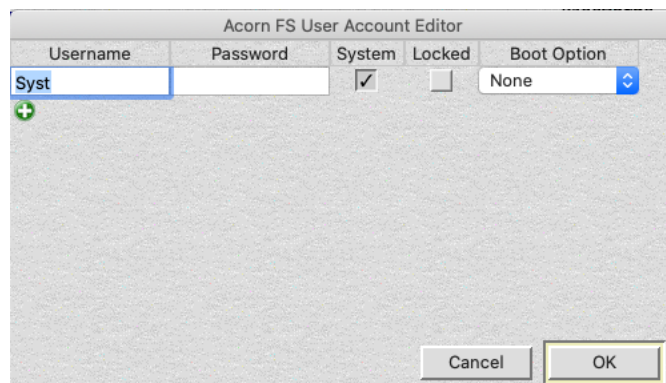 Acorn FS User Account Editor
Username Password System Locked Boot Option
Syst None
Cancel OK